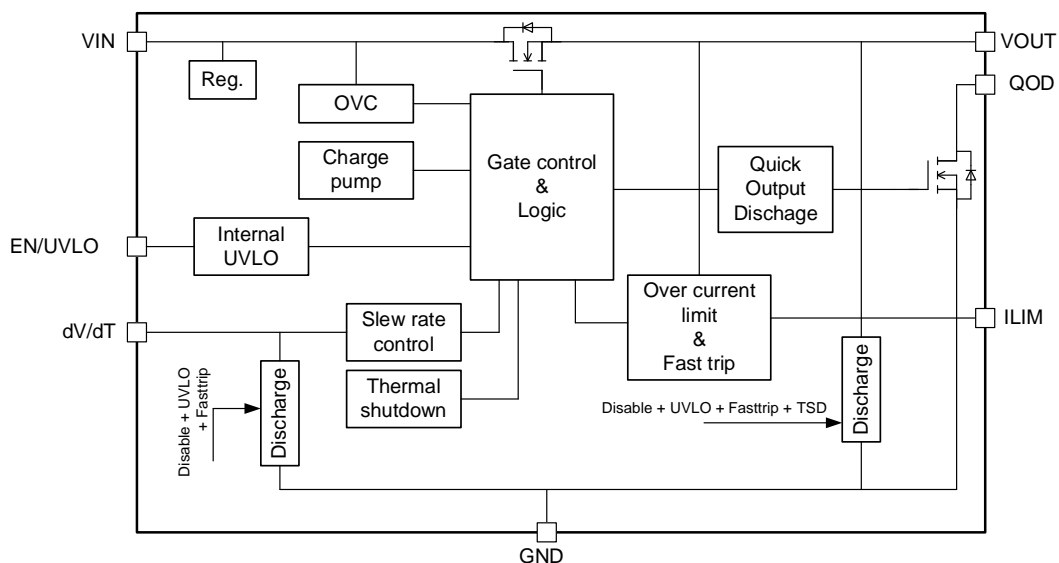 VIN
VOUT
Reg.
OVC
QOD
Charge
pump
Gate control
&
Logic
Quick
Output
Dischage
EN/UVLO
Internal
UVLO
dV/dT
Slew rate
control
Over current
limit
&
Fast trip
ILIM
Thermal
shutdown
Disable + UVLO
+ Fasttrip
Discharge
Disable + UVLO + Fasttrip + TSD
Discharge
GND